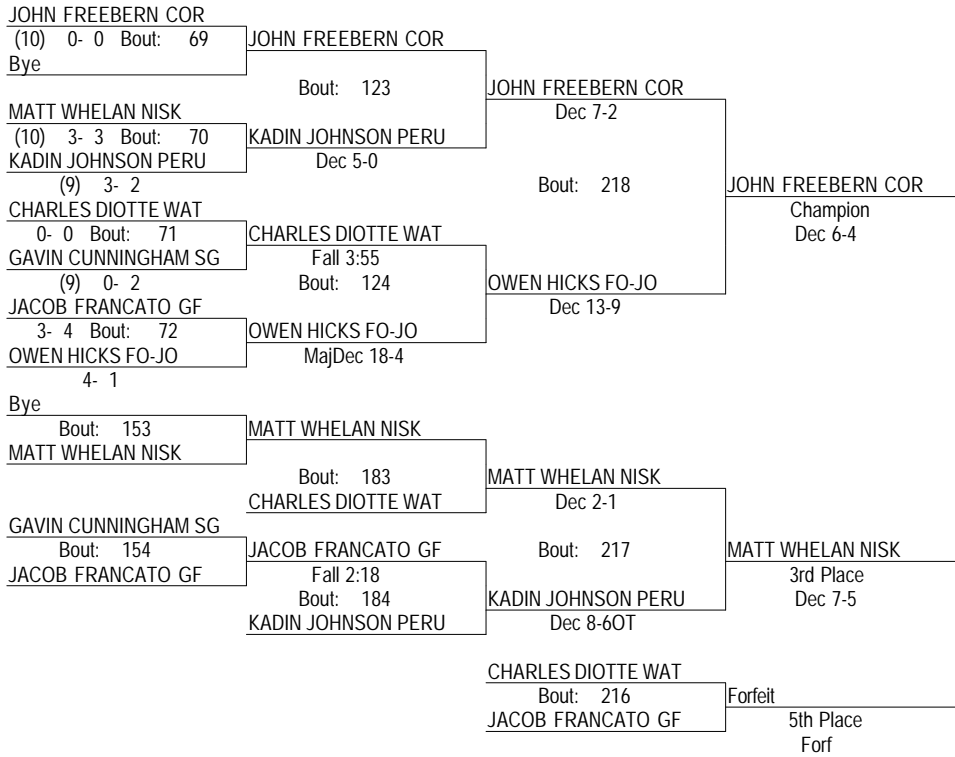 JOHN FREEBERN COR
(10) 0- 0 Bout: 69 JOHN FREEBERN COR
Bye
Bout: 123 JOHN FREEBERN COR
MATT WHELAN NISK Dec 7-2
(10) 3- 3 Bout: 70 KADIN JOHNSON PERU
KADIN JOHNSON PERU Dec 5-0
(9) 3- 2 Bout: 218 JOHN FREEBERN COR
CHARLES DIOTTE WAT Champion
0- 0 Bout: 71 CHARLES DIOTTE WAT Dec 6-4
GAVIN CUNNINGHAM SG Fall 3:55
(9) 0- 2 Bout: 124 OWEN HICKS FO-JO
JACOB FRANCATO GF Dec 13-9
3- 4 Bout: 72 OWEN HICKS FO-JO
OWEN HICKS FO-JO MajDec 18-4
4- 1
Bye
Bout: 153 MATT WHELAN NISK
MATT WHELAN NISK
Bout: 183 MATT WHELAN NISK
CHARLES DIOTTE WAT Dec 2-1
GAVIN CUNNINGHAM SG
Bout: 154 JACOB FRANCATO GF Bout: 217 MATT WHELAN NISK
JACOB FRANCATO GF Fall 2:18 3rd Place
Bout: 184 KADIN JOHNSON PERU Dec 7-5
KADIN JOHNSON PERU Dec 8-6OT
CHARLES DIOTTE WAT
Bout: 216 Forfeit
JACOB FRANCATO GF 5th Place
Forf